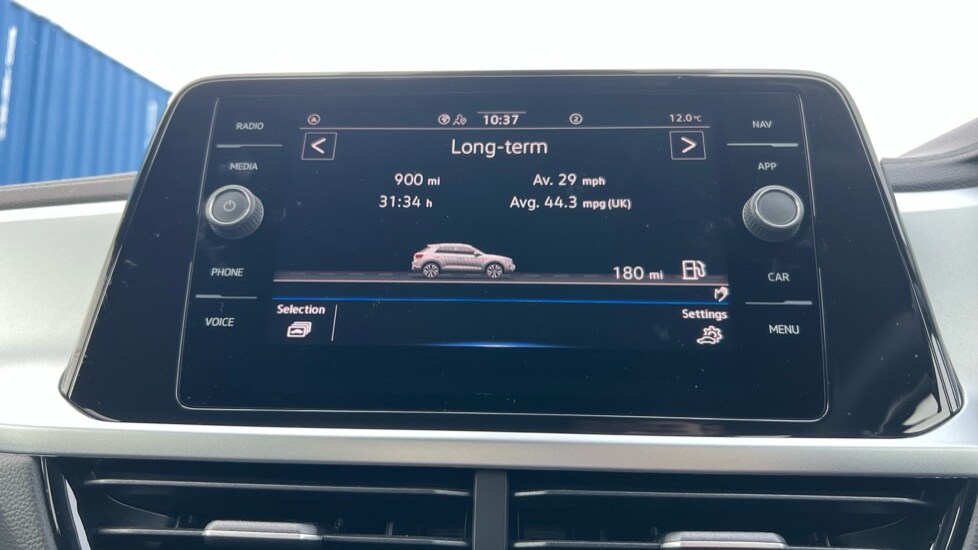 RADIO
10:37
2
12.0°C
NAV
MEDIA
Long-term
APP
900 mi
Av. 29 mph
31:34 h
Avg. 44.3 mpg (UK)
PHONE
180 mi
CAR
VOICE
Selection
Settings
MENU